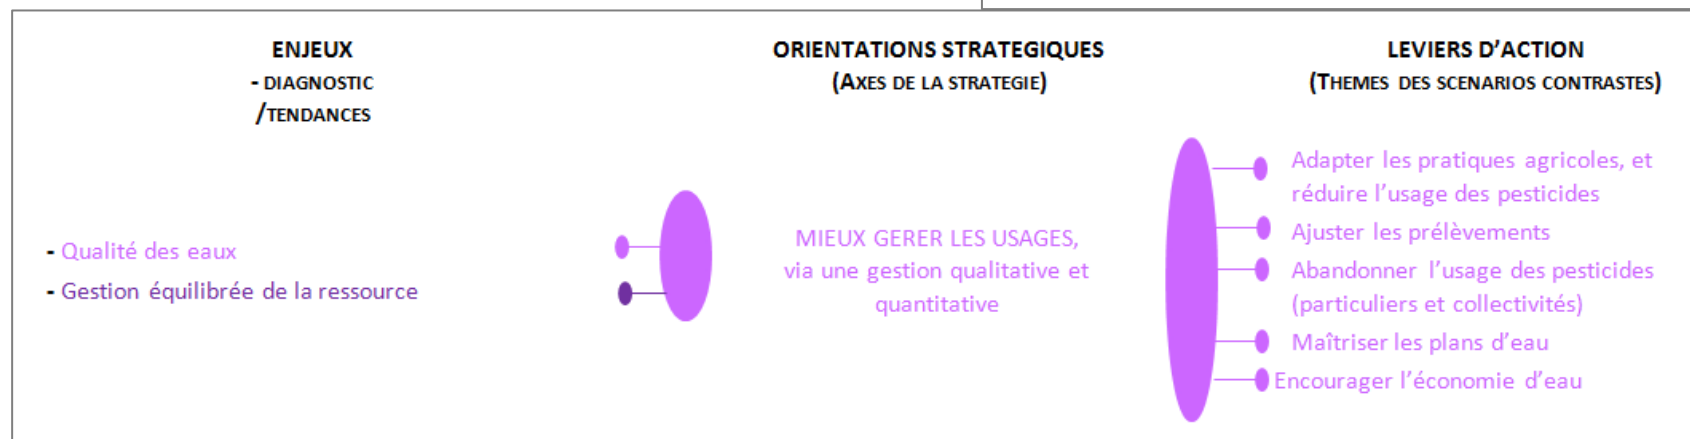 ENJEUX
- DIAGNOSTIC
/TENDANCES
- Qualité des eaux
- Gestion équilibrée de la ressource
ORIENTATIONS STRATEGIQUES
(AXES DE LA STRATEGIE)
MIEUX GERER LES USAGES,
via une gestion qualitative et
quantitative
LEVIERS D’ACTION
(THEMES DES SCENARIOS CONTRASTES)
Adapter les pratiques agricoles, et
réduire l’usage des pesticides
Ajuster les prélèvements
Abandonner l’usage des pesticides
(particuliers et collectivités)
Maîtriser les plans d’eau
Encourager l’économie d’eau